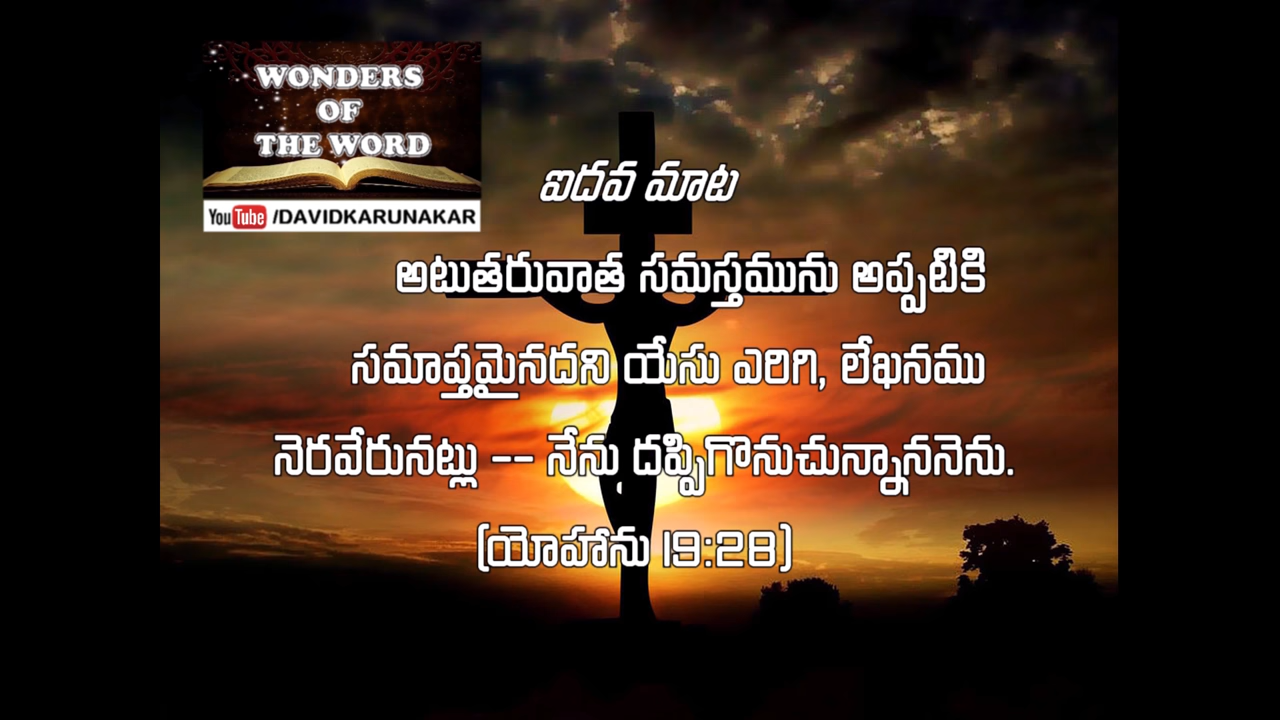 WONDERS
OF
THE WORD
YouTube /DAVIDKARUNAKAR
ఐదవ మాట
అటుతరువాత సమస్తమును అప్పటికి
సమాప్తమైనదని యేసు ఎరిగి, లేఖనము
నెరవేరునట్లు -- నేను దప్పిగొనుచున్నాననెను.
(యోహాను 19:28)